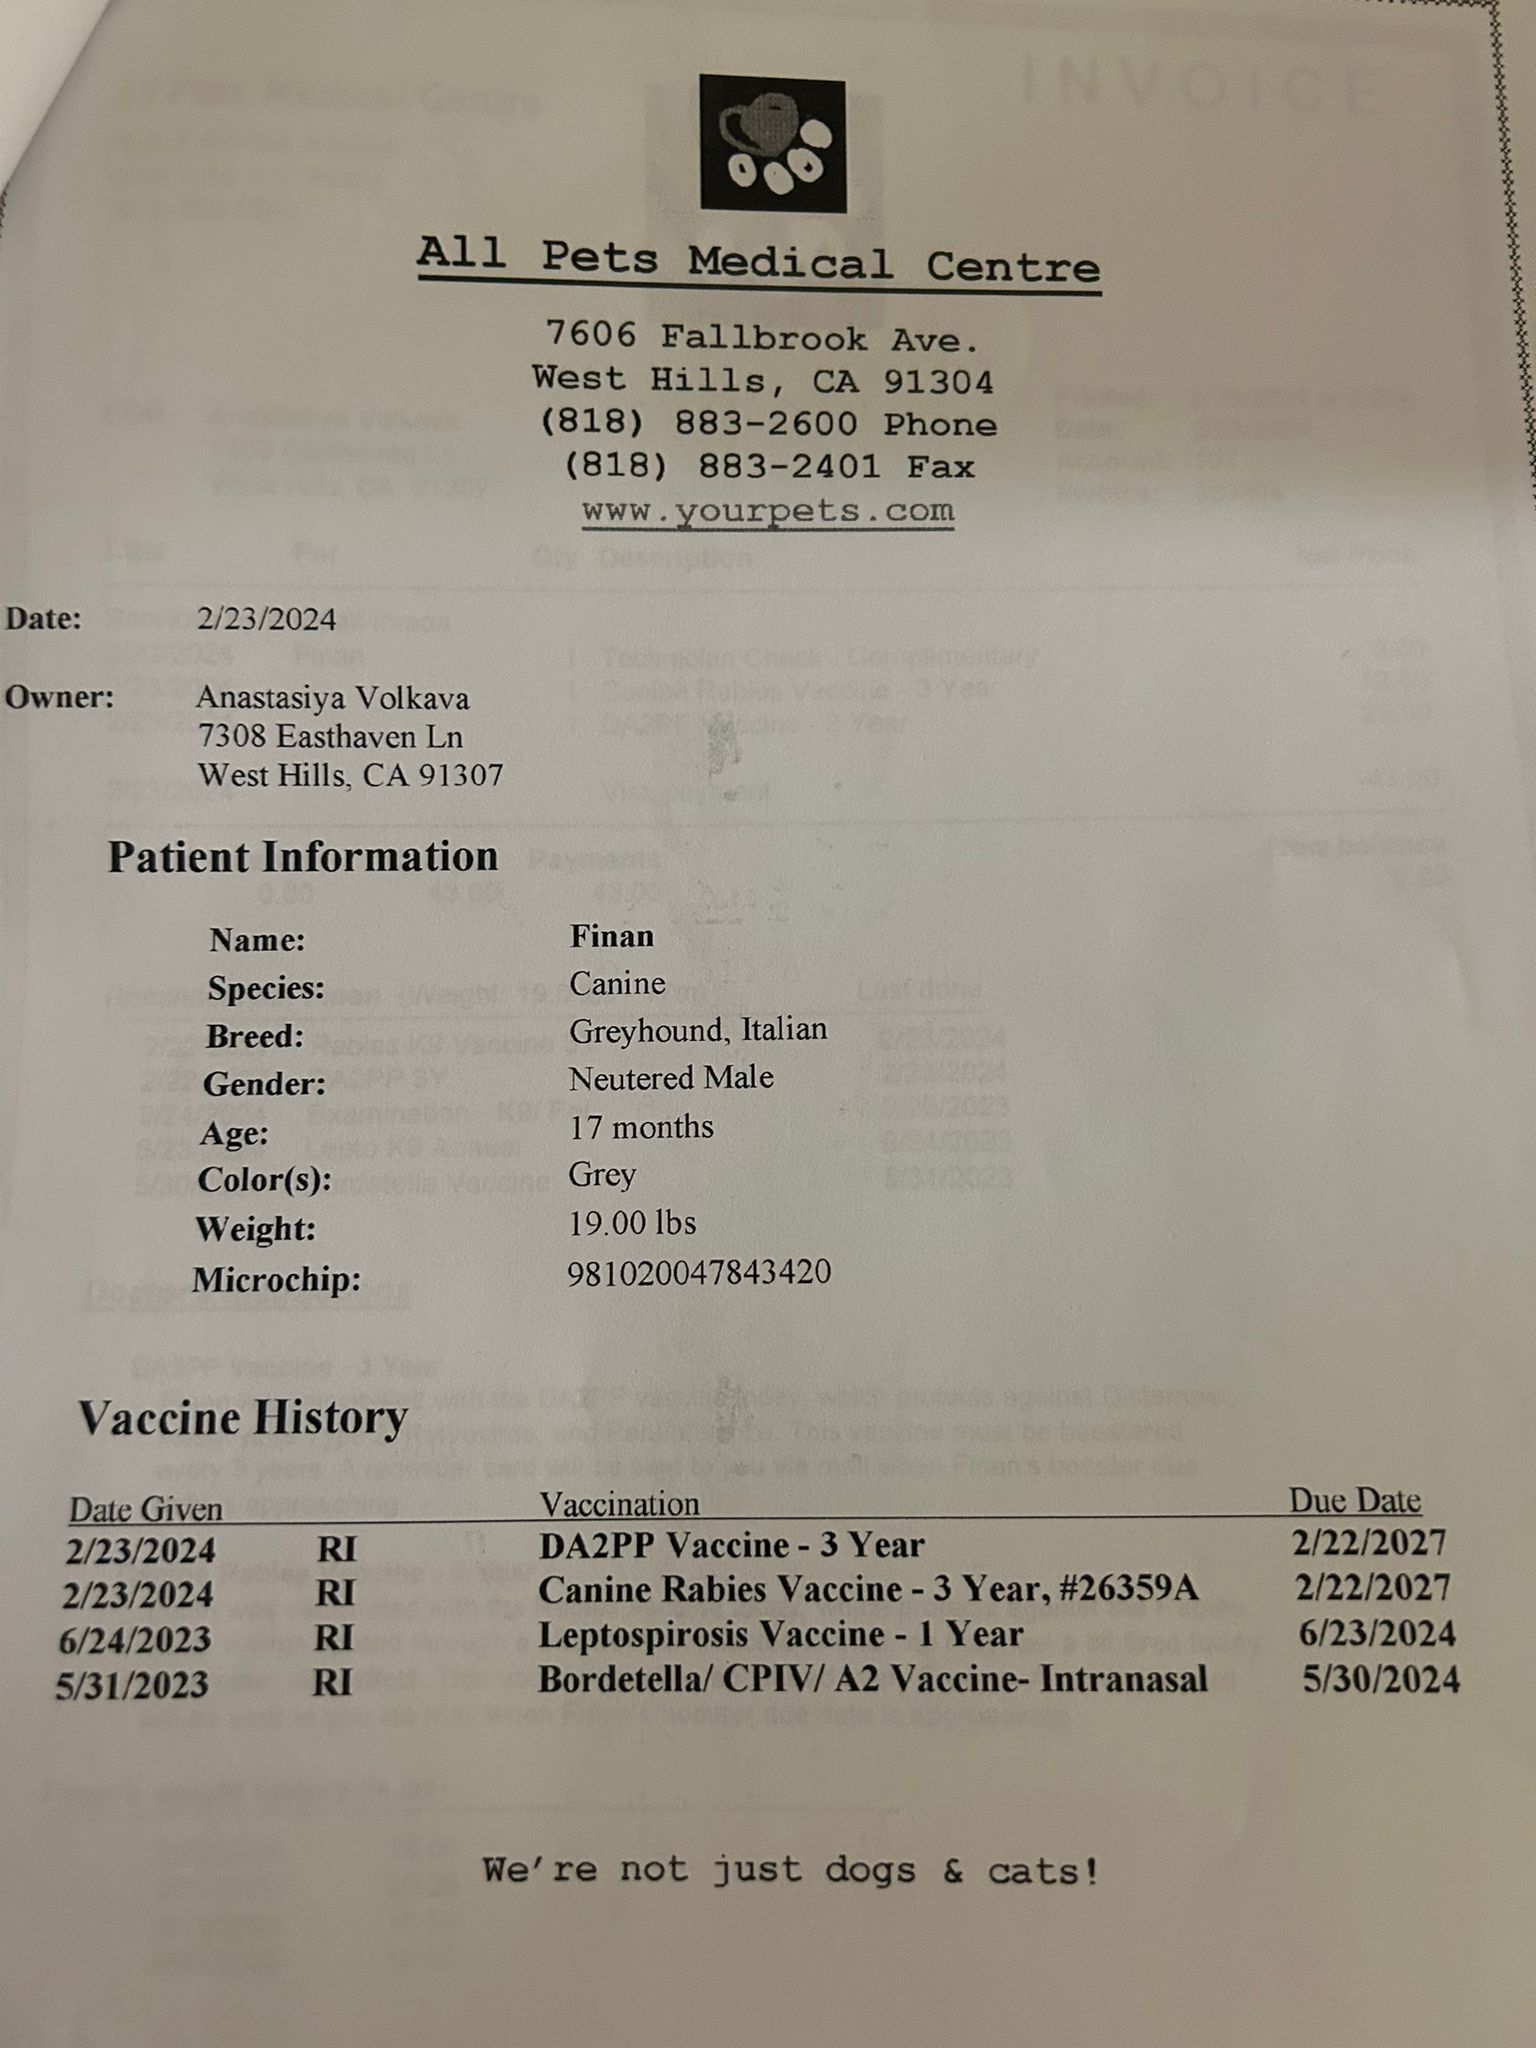 INVOICE
All Pets Medical Centre
7606 Fallbrook Ave.
West Hills, CA 91304
(818) 883-2600 Phone
(818) 883-2401 Fax
www.yourpets.com
Date: 2/23/2024
Owner: Anastasiya Volkava
7308 Easthaven Ln
West Hills, CA 91307
Patient Information
Name: Finan
Species: Canine
Breed: Greyhound, Italian
Gender: Neutered Male
Age: 17 months
Color(s): Grey
Weight: 19.00 lbs
Microchip: 981020047843420
Vaccine History
Date Given Vaccination Due Date
2/23/2024 RI DA2PP Vaccine - 3 Year 2/22/2027
2/23/2024 RI Canine Rabies Vaccine - 3 Year, #26359A 2/22/2027
6/24/2023 RI Leptospirosis Vaccine - 1 Year 6/23/2024
5/31/2023 RI Bordetella/ CPIV/ A2 Vaccine- Intranasal 5/30/2024
We're not just dogs & cats!